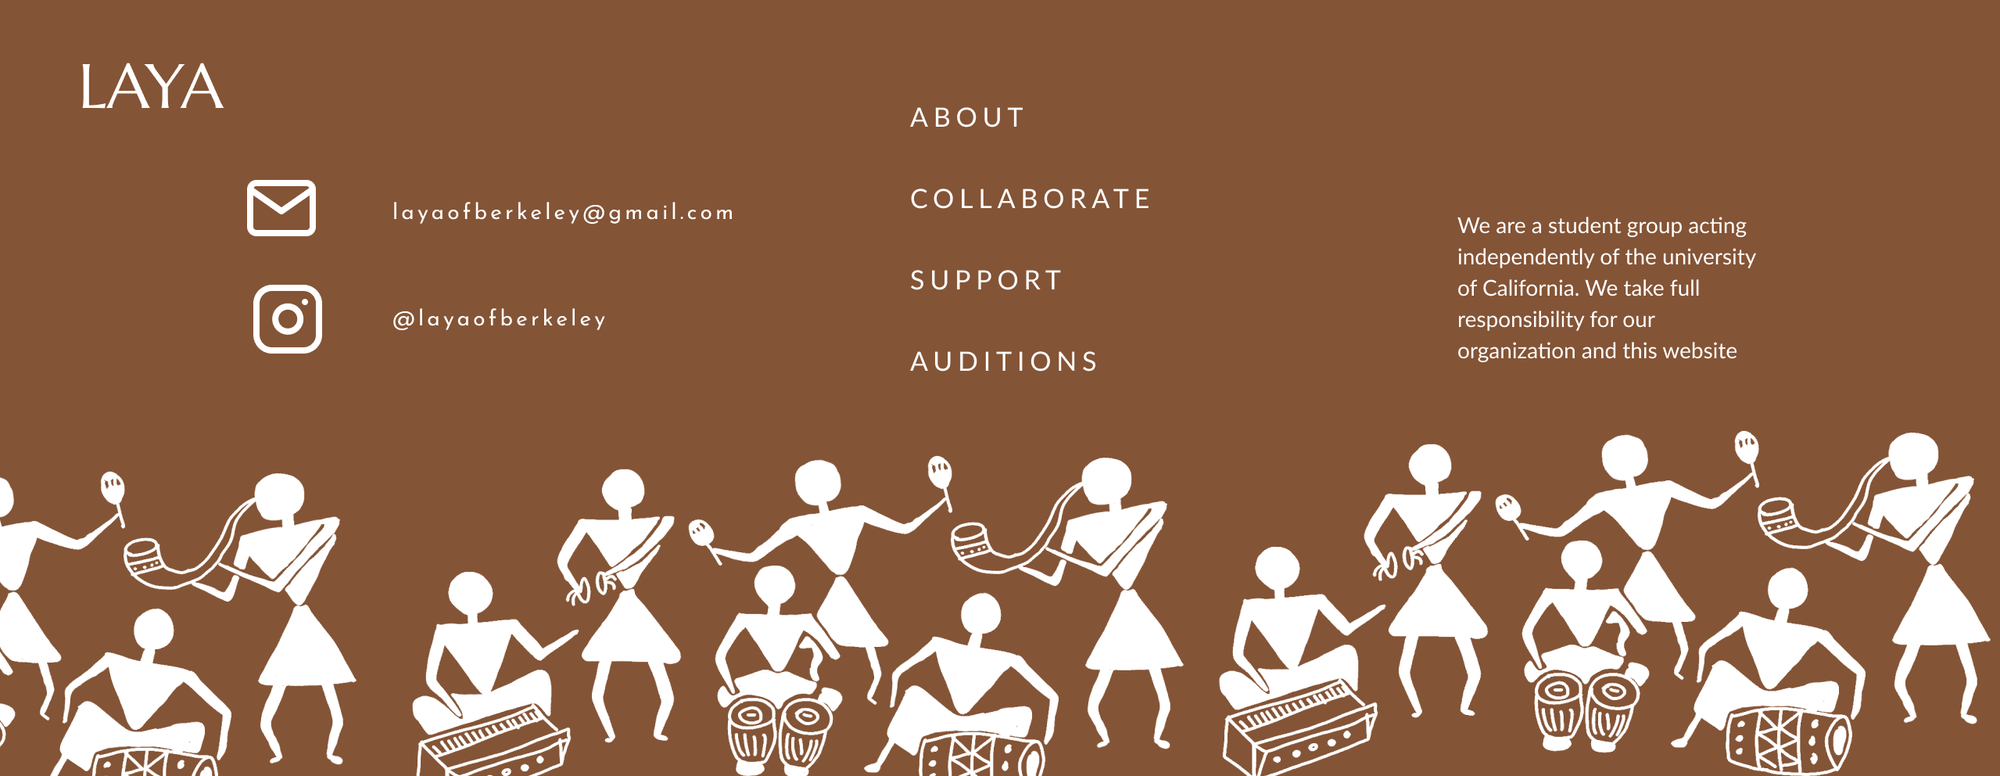 LAYA
layaofberkeley@gmail.com
@layaofberkeley
ABOUT
COLLABORATE
SUPPORT
AUDITIONS
We are a student group acting
independently of the university
of California. We take full
responsibility for our
organization and this website